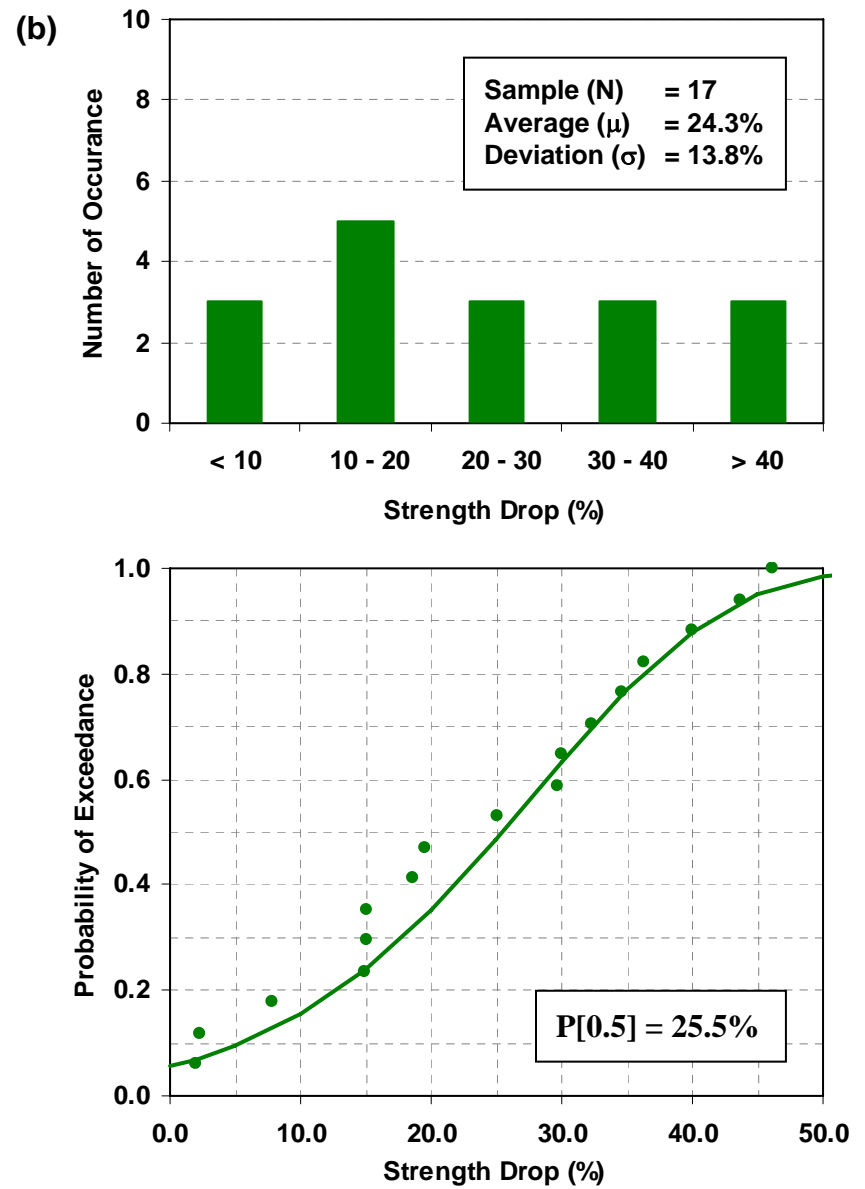 (b)
10
8
6
4
2
0
Number of Occurance
Sample (N) = 17
Average (μ) = 24.3%
Deviation (σ) = 13.8%
< 10 10 - 20 20 - 30 30 - 40 > 40
Strength Drop (%)
1.0
0.8
0.6
0.4
0.2
0.0
Probability of Exceedance
P[0.5] = 25.5%
0.0 10.0 20.0 30.0 40.0 50.0
Strength Drop (%)